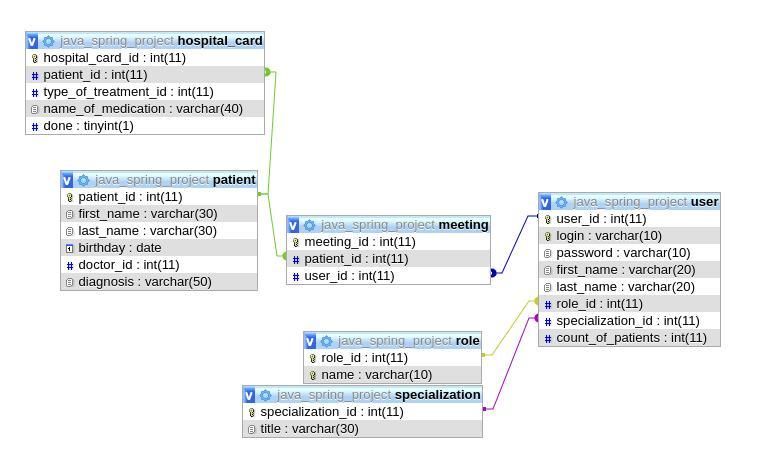 java_spring_project hospital_card
hospital_card_id : int(11)
patient_id : int(11)
type_of_treatment_id : int(11)
name_of_medication : varchar(40)
done : tinyint(1)
java_spring_project patient
patient_id : int(11)
first_name : varchar(30)
last_name : varchar(30)
birthday : date
doctor_id : int(11)
diagnosis : varchar(50)
java_spring_project meeting
meeting_id : int(11)
patient_id : int(11)
user_id : int(11)
java_spring_project user
user_id : int(11)
login : varchar(10)
password : varchar(10)
first_name : varchar(20)
last_name : varchar(20)
role_id : int(11)
specialization_id : int(11)
count_of_patients : int(11)
java_spring_project role
role_id : int(11)
name : varchar(10)
java_spring_project specialization
specialization_id : int(11)
title : varchar(30)